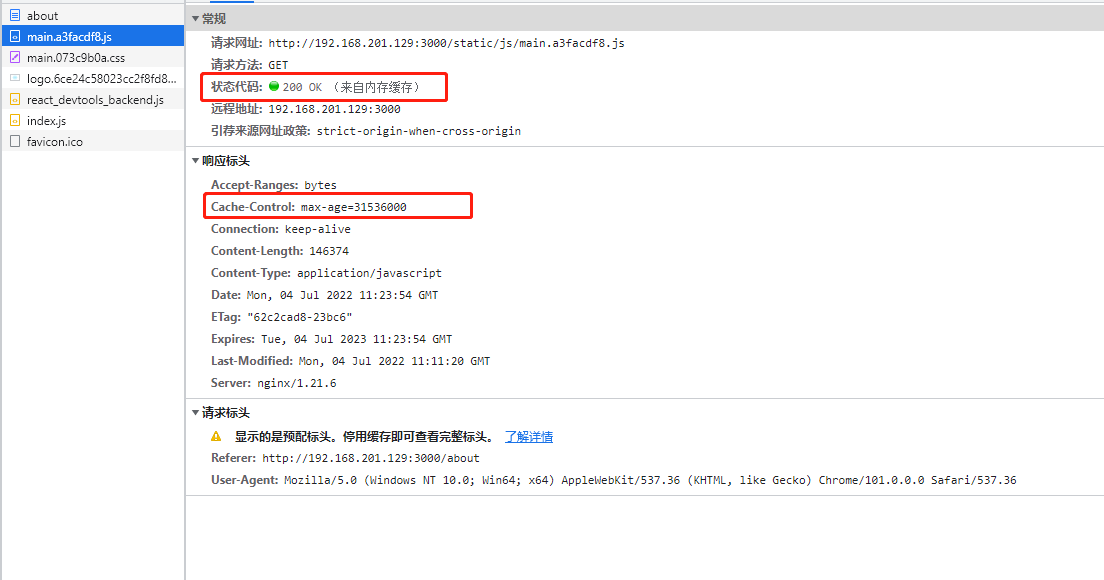 about
main.a3facdf8.js
main.073c9b0a.css
logo.6ce24c58023cc2f8fd8...
react_devtools_backend.js
index.js
favicon.ico
常规
请求网址: http://192.168.201.129:3000/static/js/main.a3facdf8.js
请求方法: GET
状态代码: 200 OK （来自内存缓存）
远程地址: 192.168.201.129:3000
引荐来源网址政策: strict-origin-when-cross-origin
响应标头
Accept-Ranges: bytes
Cache-Control: max-age=31536000
Connection: keep-alive
Content-Length: 146374
Content-Type: application/javascript
Date: Mon, 04 Jul 2022 11:23:54 GMT
ETag: "62c2cad8-23bc6"
Expires: Tue, 04 Jul 2023 11:23:54 GMT
Last-Modified: Mon, 04 Jul 2022 11:11:20 GMT
Server: nginx/1.21.6
请求标头
显示的是预配标头。停用缓存即可查看完整标头。 了解详情
Referer: http://192.168.201.129:3000/about
User-Agent: Mozilla/5.0 (Windows NT 10.0; Win64; x64) AppleWebKit/537.36 (KHTML, like Gecko) Chrome/101.0.0.0 Safari/537.36